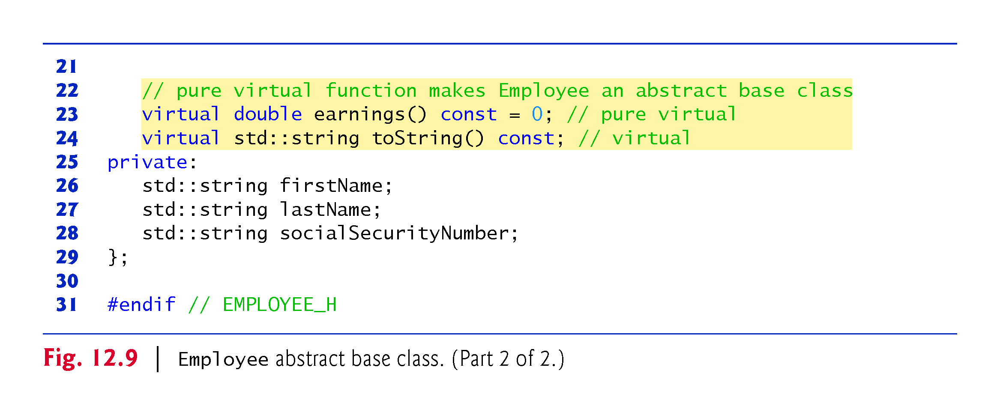 21
22 // pure virtual function makes Employee an abstract base class
23 virtual double earnings() const = 0; // pure virtual
24 virtual std::string toString() const; // virtual
25 private:
26 std::string firstName;
27 std::string lastName;
28 std::string socialSecurityNumber;
29 };
30
31 #endif // EMPLOYEE_H
Fig. 12.9 | Employee abstract base class. (Part 2 of 2.)